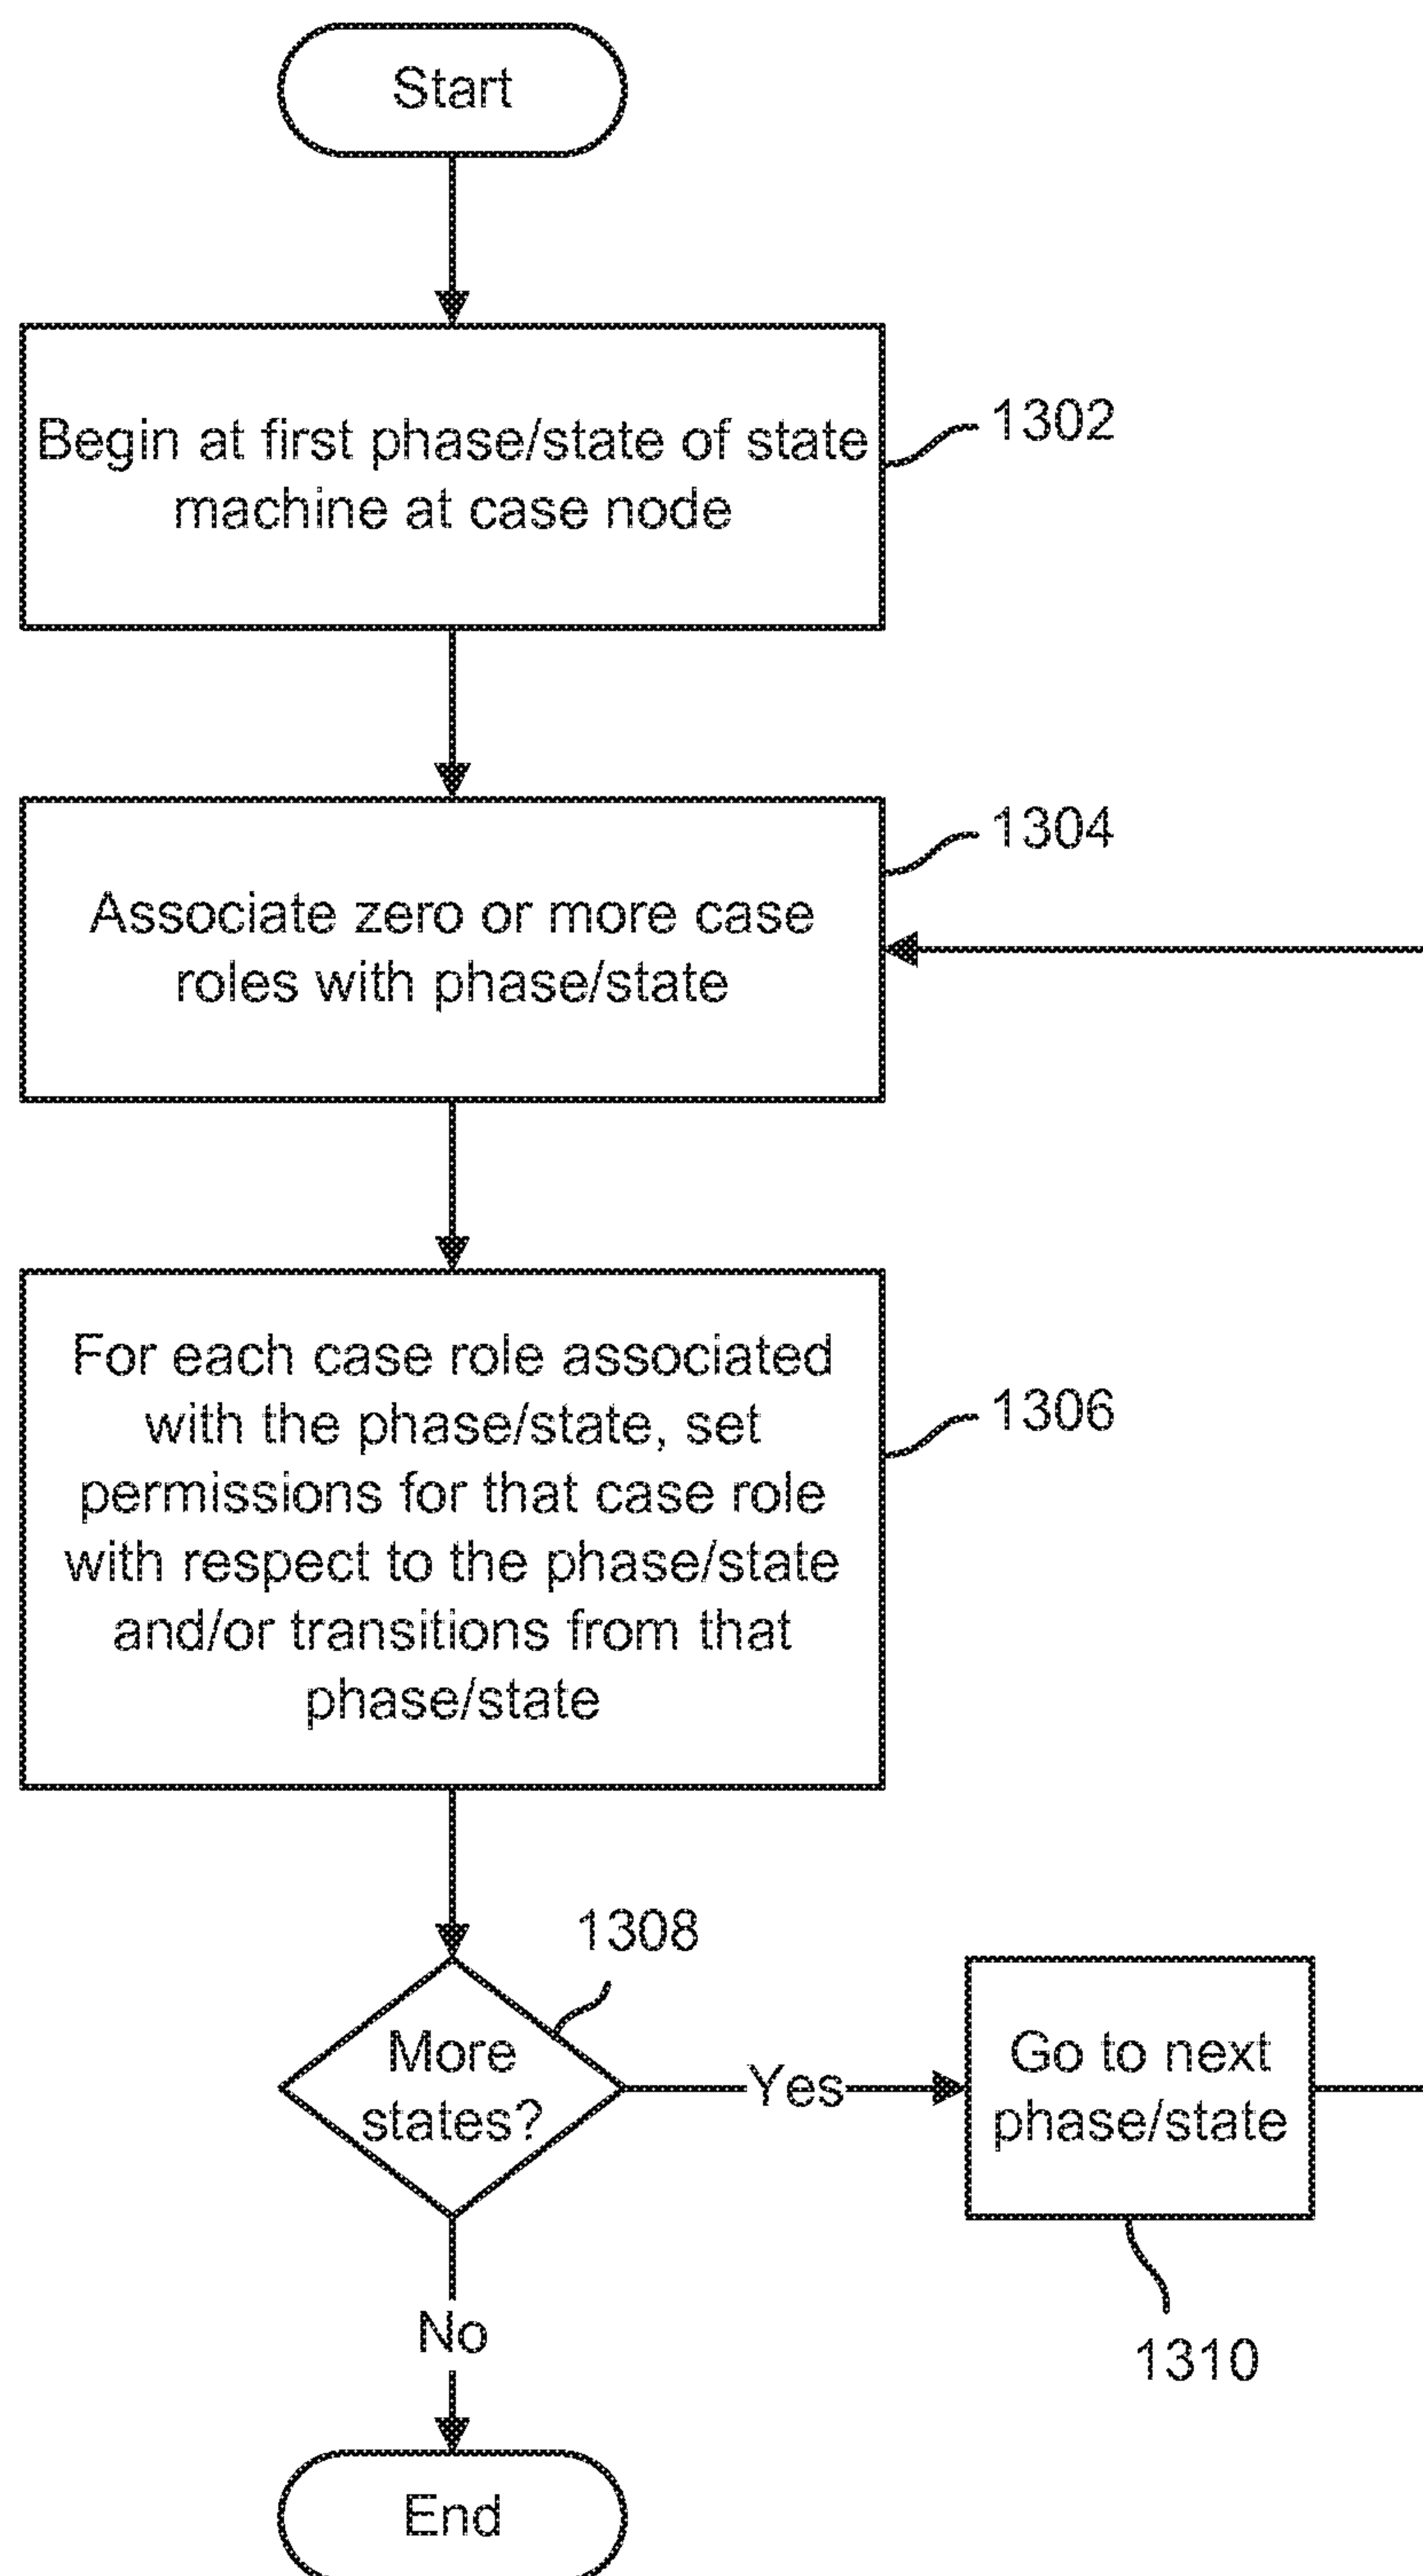 Start
Begin at first phase/state of state
machine at case node
1302
Associate zero or more case
roles with phase/state
1304
For each case role associated
with the phase/state, set
permissions for that case role
with respect to the phase/state
and/or transitions from that
phase/state
1306
More
states?
1308
Yes
Go to next
phase/state
1310
No
End